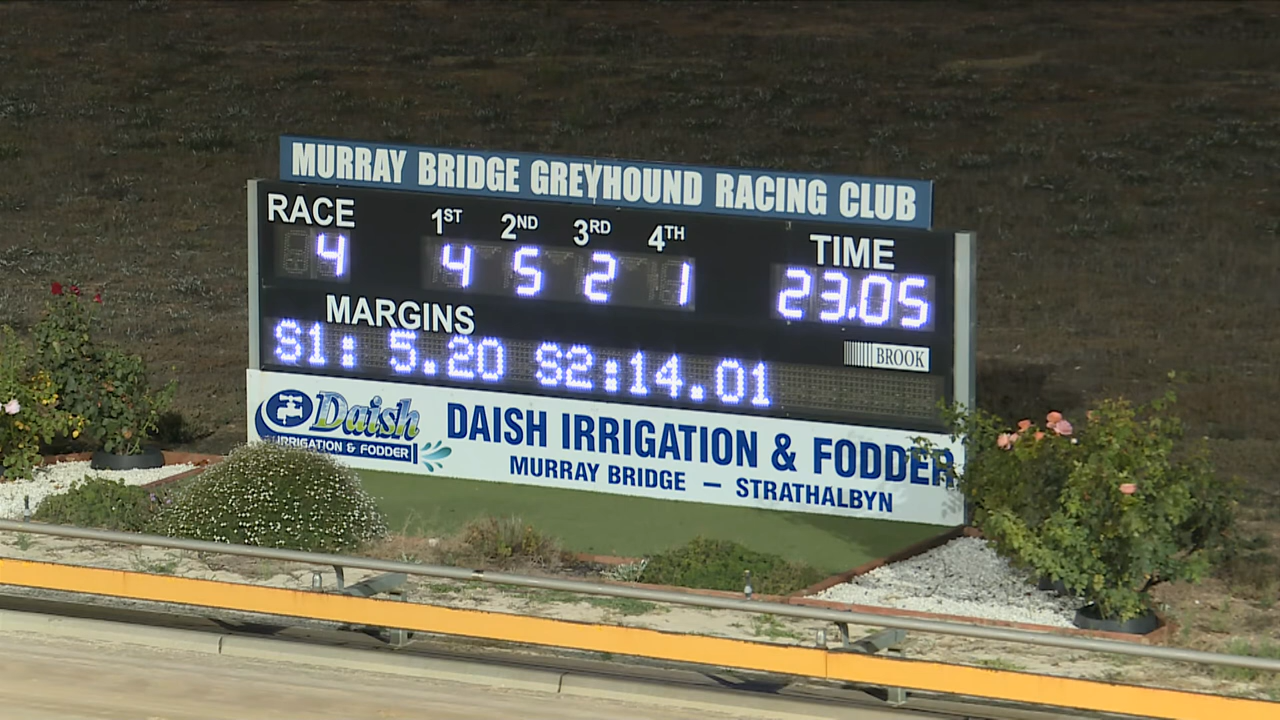 MURRAY BRIDGE GREYHOUND RACING CLUB
RACE 1ST 2ND 3RD 4TH TIME
4 4 5 2 1 23.05
MARGINS
S1: 5.20 S2:14.01
BROOK
Daish
IRRIGATION & FODDER
DAISH IRRIGATION & FODDER
MURRAY BRIDGE – STRATHALBYN